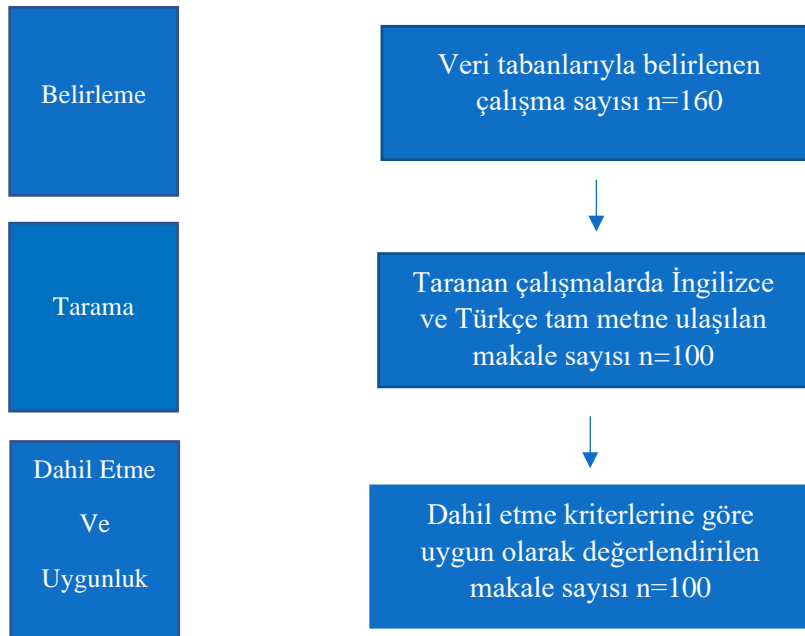 Belirleme
Veri tabanlarıyla belirlenen
çalışma sayısı n=160
Tarama
Taranan çalışmalarda İngilizce
ve Türkçe tam metne ulaşılan
makale sayısı n=100
Dahil Etme
Ve
Uygunluk
Dahil etme kriterlerine göre
uygun olarak değerlendirilen
makale sayısı n=100